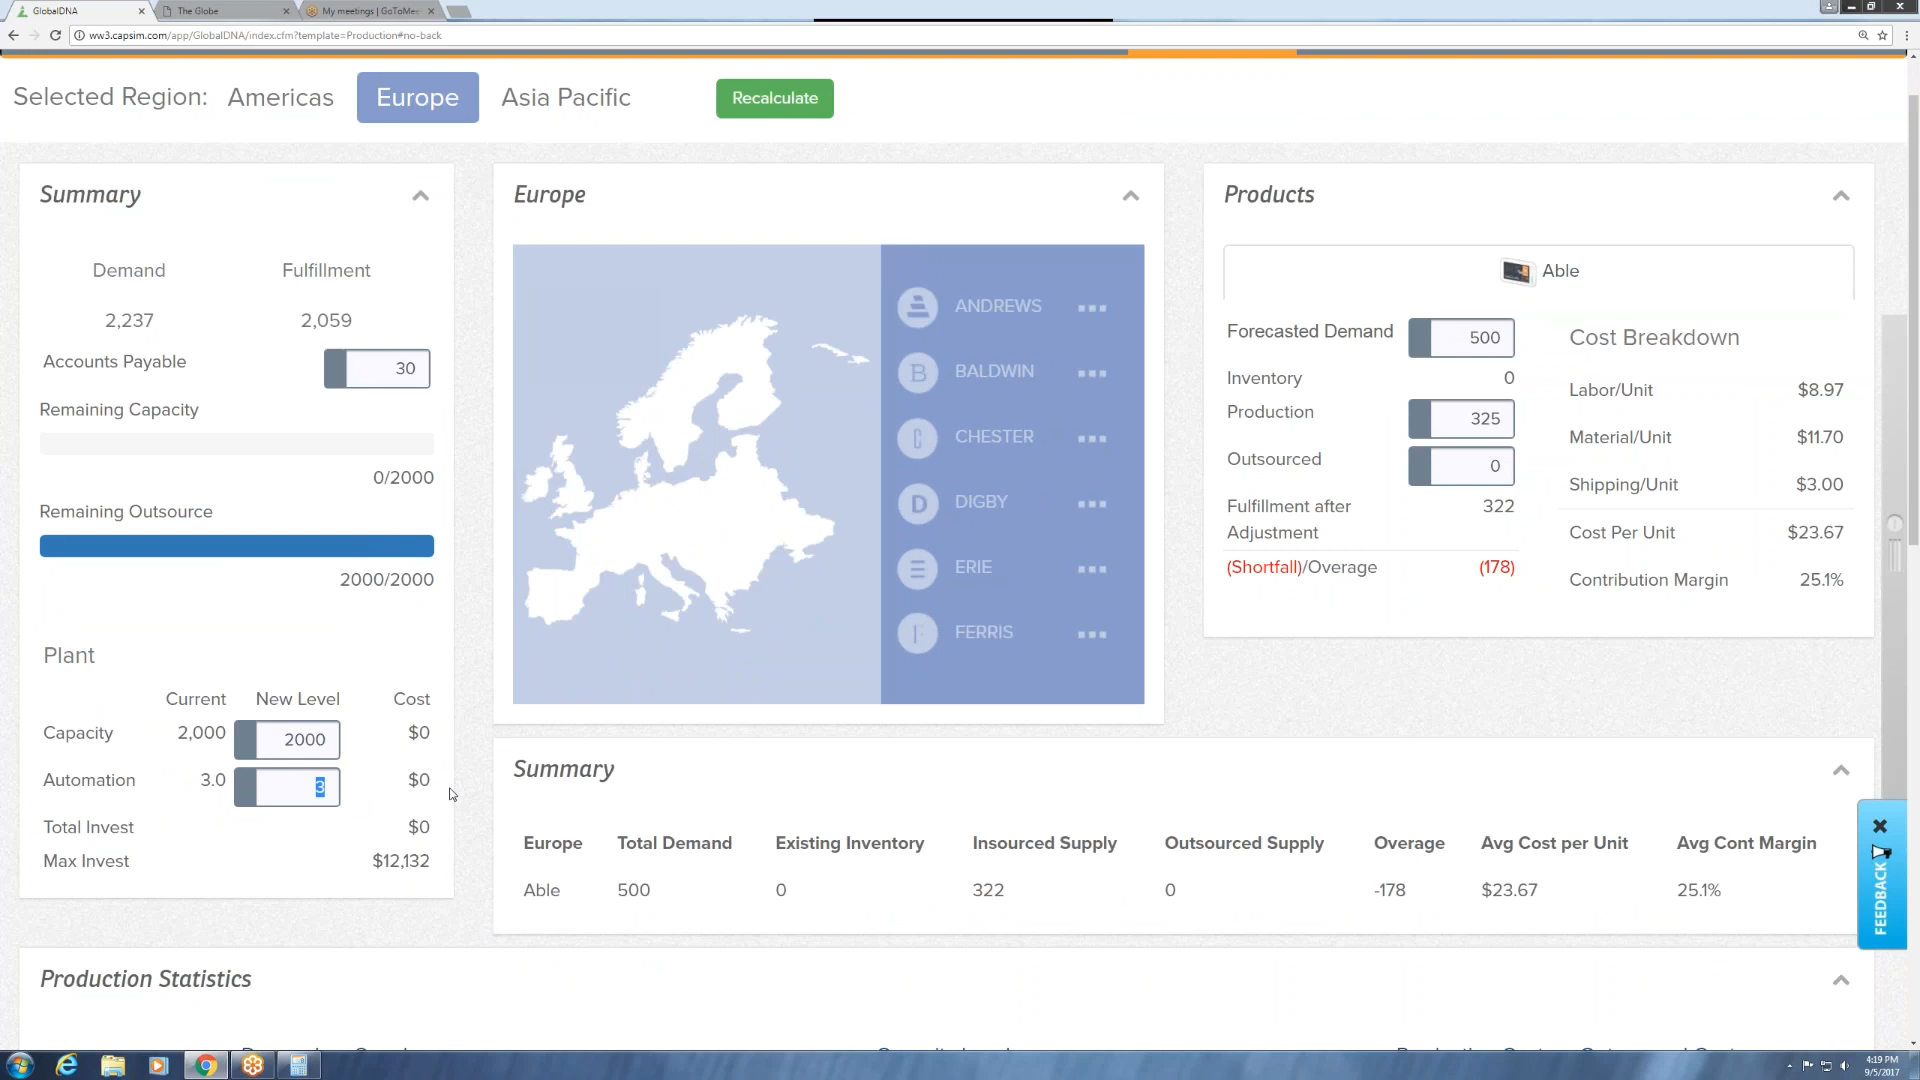 GlobalDNA
The Globe
My meetings | GoToMe
ww3.capsim.com/app/GlobalDNA/index.cfm?template=Production#no-back
Selected Region: Americas Europe Asia Pacific Recalculate
Summary
Demand Fulfillment
2,237 2,059
Accounts Payable 30
Remaining Capacity
0/2000
Remaining Outsource
2000/2000
Plant
Current New Level Cost
Capacity 2,000 2000 $0
Automation 3.0 3 $0
Total Invest $0
Max Invest $12,132
Europe
ANDREWS
B BALDWIN
C CHESTER
D DIGBY
E ERIE
F FERRIS
Products
Able
Forecasted Demand 500
Inventory 0
Production 325
Outsourced 0
Fulfillment after
Adjustment
322
(Shortfall)/Overage (178)
Cost Breakdown
Labor/Unit $8.97
Material/Unit $11.70
Shipping/Unit $3.00
Cost Per Unit $23.67
Contribution Margin 25.1%
Summary
Europe Total Demand Existing Inventory Insourced Supply Outsourced Supply Overage Avg Cost per Unit Avg Cont Margin
Able 500 0 322 0 -178 $23.67 25.1%
FEEDBACK
Production Statistics
4:19 PM
9/5/2017